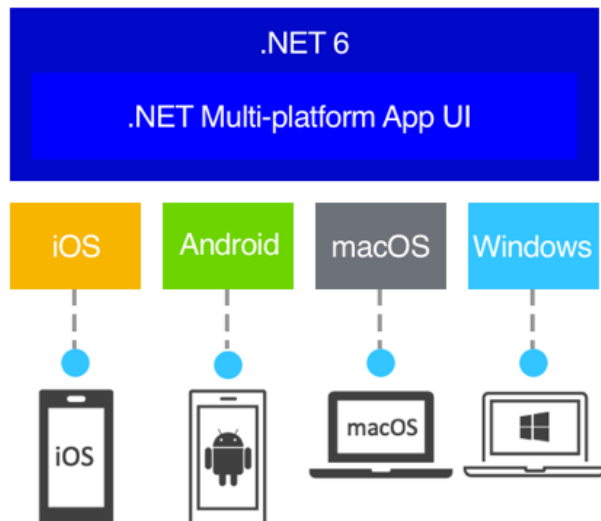 .NET 6
.NET Multi-platform App UI
iOS
Android
macOS
Windows
iOS
macOS